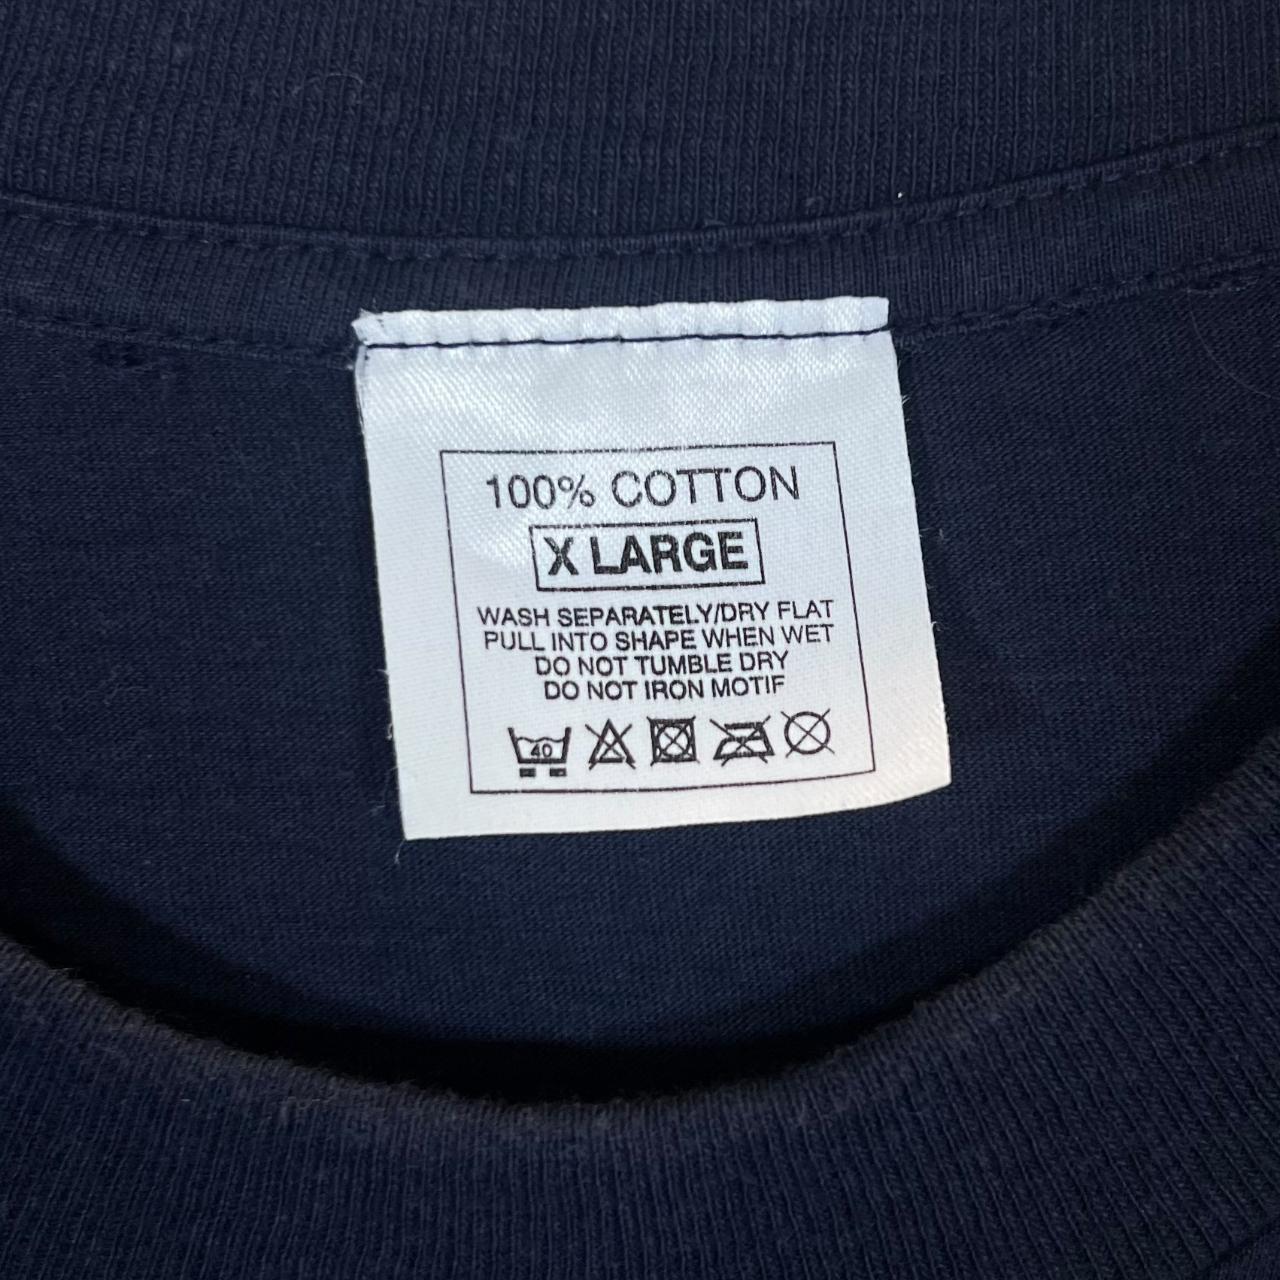 100% COTTON
X LARGE
WASH SEPARATELY/DRY FLAT
PULL INTO SHAPE WHEN WET
DO NOT TUMBLE DRY
DO NOT IRON MOTIF
40